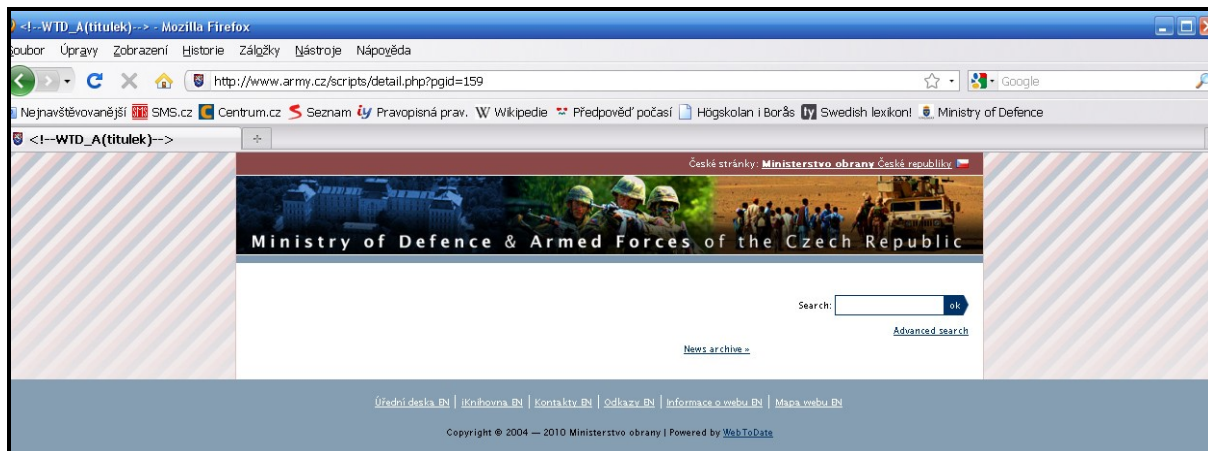 <!--WTD_A(titulek)--> - Mozilla Firefox
Soubor Úpravy Zobrazení Historie Záložky Nástroje Nápověda
http://www.army.cz/scripts/detail.php?pgid=159 Google
Nejnavštěvovanější SMS.cz Centrum.cz Seznam Pravopisná prav. Wikipedie Předpověď počasí Högskolan i Borås Swedish lexikon! Ministry of Defence
<!--WTD_A(titulek)-->
České stránky: Ministerstvo obrany České republiky
Ministry of Defence & Armed Forces of the Czech Republic
Search: ok
Advanced search
News archive »
Úřední deska EN | iKnihovna EN | Kontakty EN | Odkazy EN | Informace o webu EN | Mapa webu EN
Copyright © 2004 — 2010 Ministerstvo obrany | Powered by WebToDate